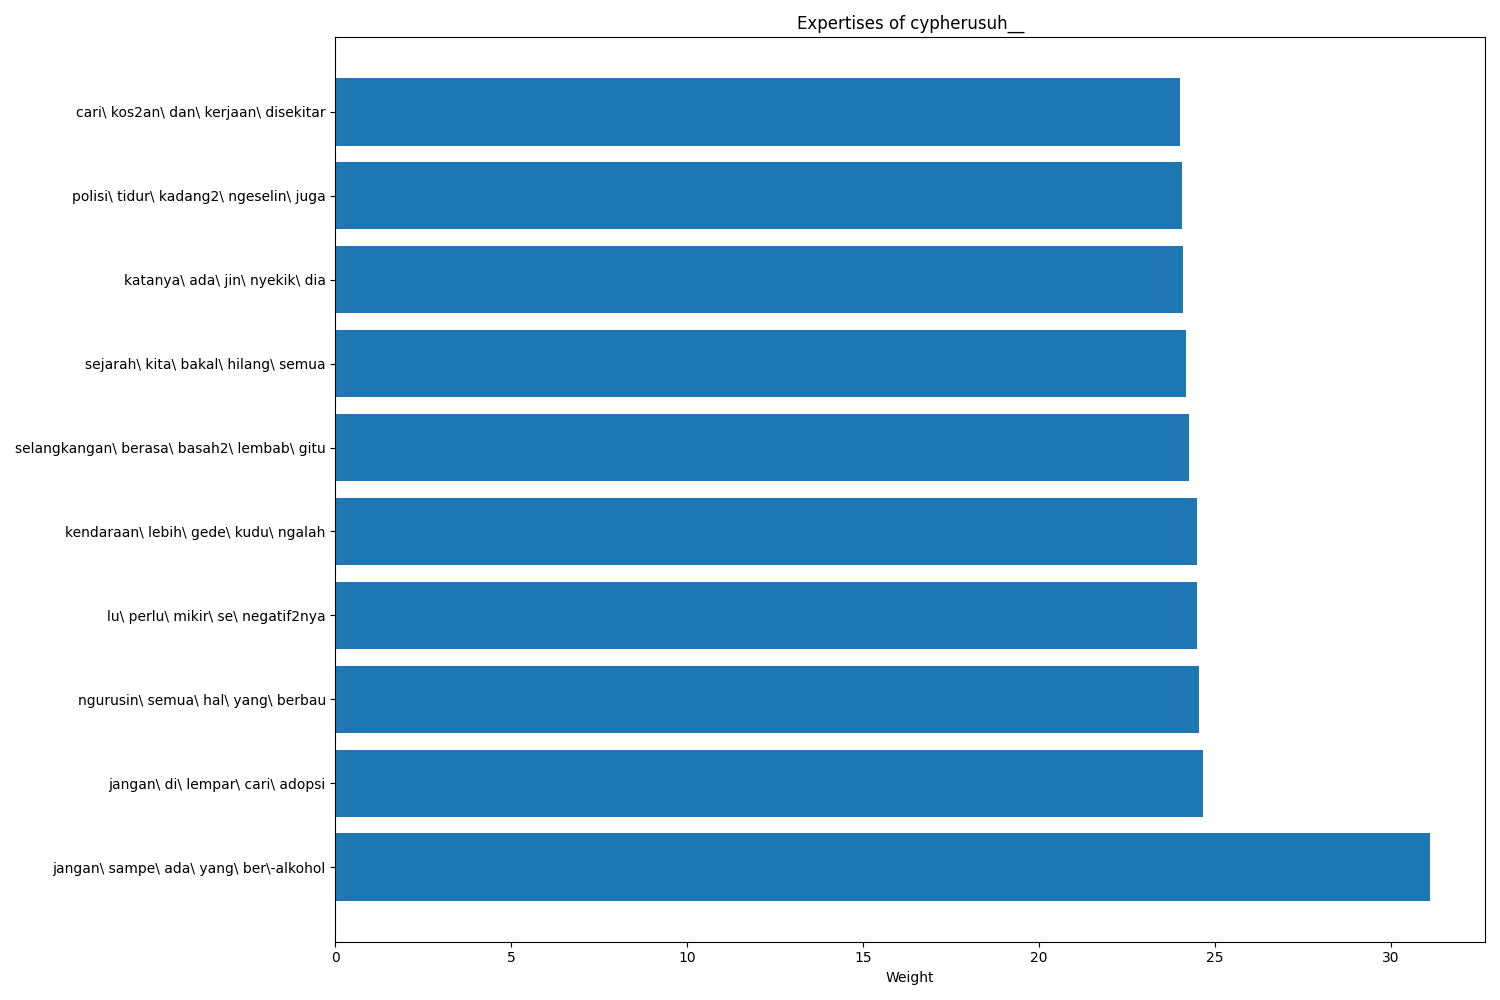 Expertises of cypherusuh__
cari\ kos2an\ dan\ kerjaan\ disekitar
polisi\ tidur\ kadang2\ ngeselin\ juga
katanya\ ada\ jin\ nyekik\ dia
sejarah\ kita\ bakal\ hilang\ semua
selangkangan\ berasa\ basah2\ lembab\ gitu
kendaraan\ lebih\ gede\ kudu\ ngalah
lu\ perlu\ mikir\ se\ negatif2nya
ngurusin\ semua\ hal\ yang\ berbau
jangan\ di\ lempar\ cari\ adopsi
jangan\ sampe\ ada\ yang\ ber\-alkohol
0 5 10 15 20 25 30
Weight